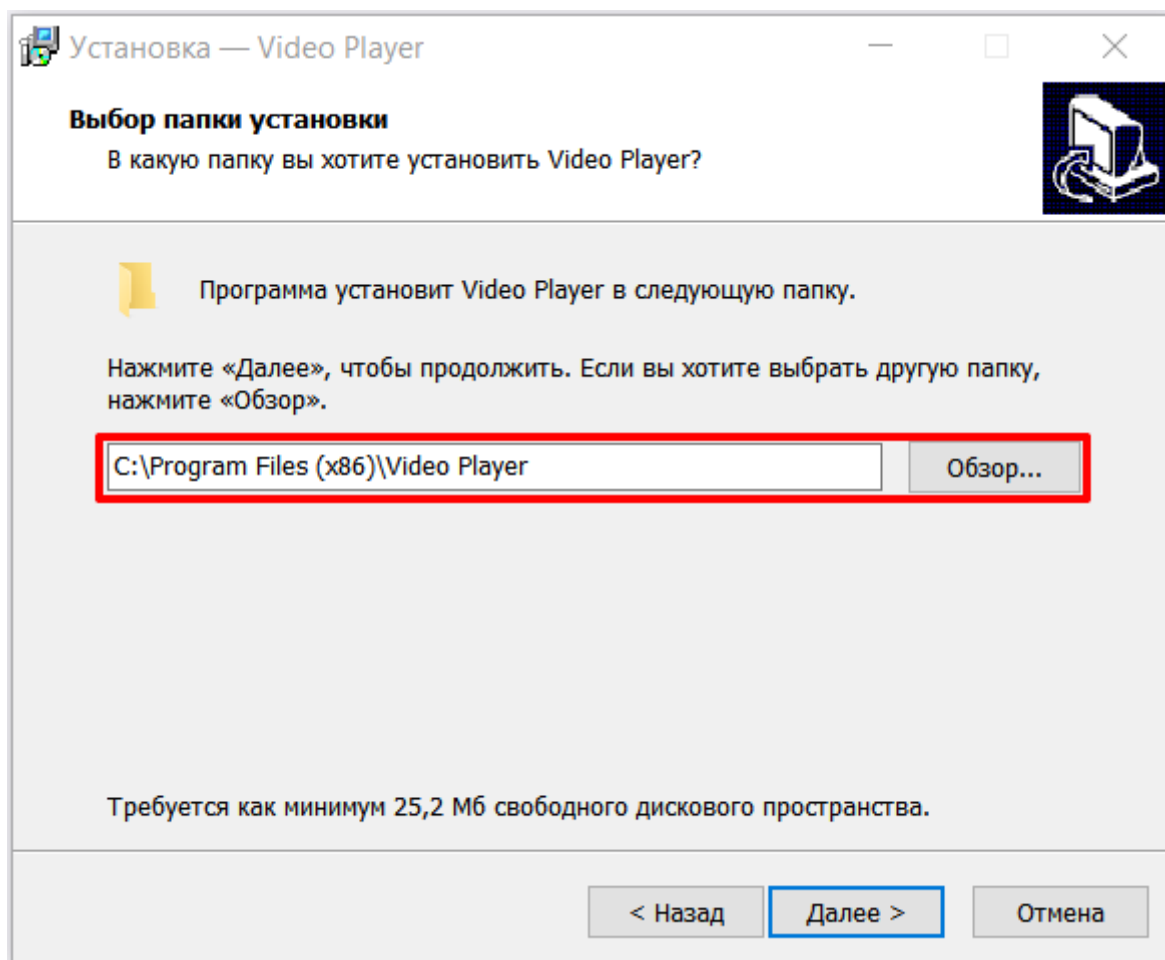 Установка — Video Player
Выбор папки установки
В какую папку вы хотите установить Video Player?
Программа установит Video Player в следующую папку.
Нажмите «Далее», чтобы продолжить. Если вы хотите выбрать другую папку,
нажмите «Обзор».
C:\Program Files (x86)\Video Player
Обзор...
Требуется как минимум 25,2 Мб свободного дискового пространства.
< Назад
Далее >
Отмена